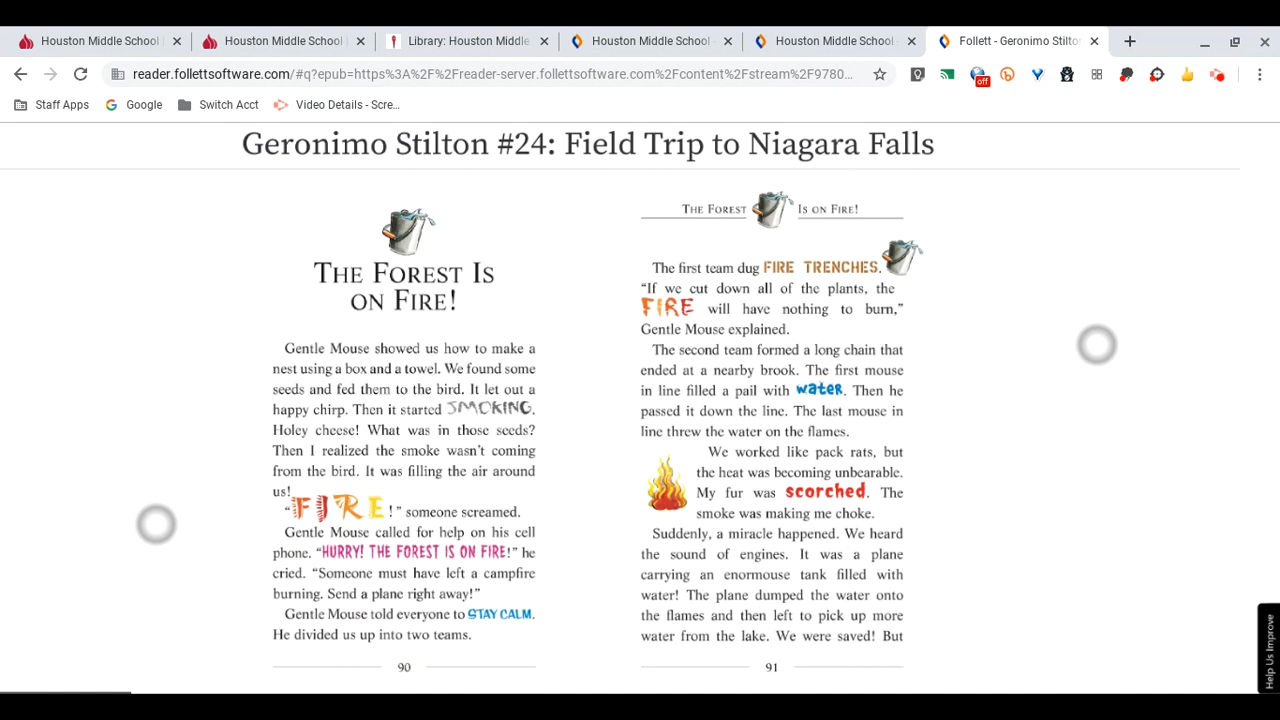 Houston Middle School
Houston Middle School
Library: Houston Middle
Houston Middle School
Houston Middle School
Follett - Geronimo Stilton
reader.follettsoftware.com/#q?epub=https%3A%2F%2Freader-server.follettsoftware.com%2Fcontent%2Fstream%2F9780...
off
Staff Apps
Google
Switch Acct
Video Details - Scre...
Geronimo Stilton #24: Field Trip to Niagara Falls
THE FOREST IS
ON FIRE!
Gentle Mouse showed us how to make a
nest using a box and a towel. We found some
seeds and fed them to the bird. It let out a
happy chirp. Then it started SMOKING.
Holey cheese! What was in those seeds?
Then I realized the smoke wasn't coming
from the bird. It was filling the air around
us!
"FIRE!" someone screamed.
Gentle Mouse called for help on his cell
phone. "HURRY! THE FOREST IS ON FIRE!" he
cried. "Someone must have left a campfire
burning. Send a plane right away!"
Gentle Mouse told everyone to STAY CALM.
He divided us up into two teams.
90
THE FOREST IS ON FIRE!
The first team dug FIRE TRENCHES.
"If we cut down all of the plants, the
FIRE will have nothing to burn,"
Gentle Mouse explained.
The second team formed a long chain that
ended at a nearby brook. The first mouse
in line filled a pail with water. Then he
passed it down the line. The last mouse in
line threw the water on the flames.
We worked like pack rats, but
the heat was becoming unbearable.
My fur was scorched. The
smoke was making me choke.
Suddenly, a miracle happened. We heard
the sound of engines. It was a plane
carrying an enormouse tank filled with
water! The plane dumped the water onto
the flames and then left to pick up more
water from the lake. We were saved! But
91
Help Us Improve